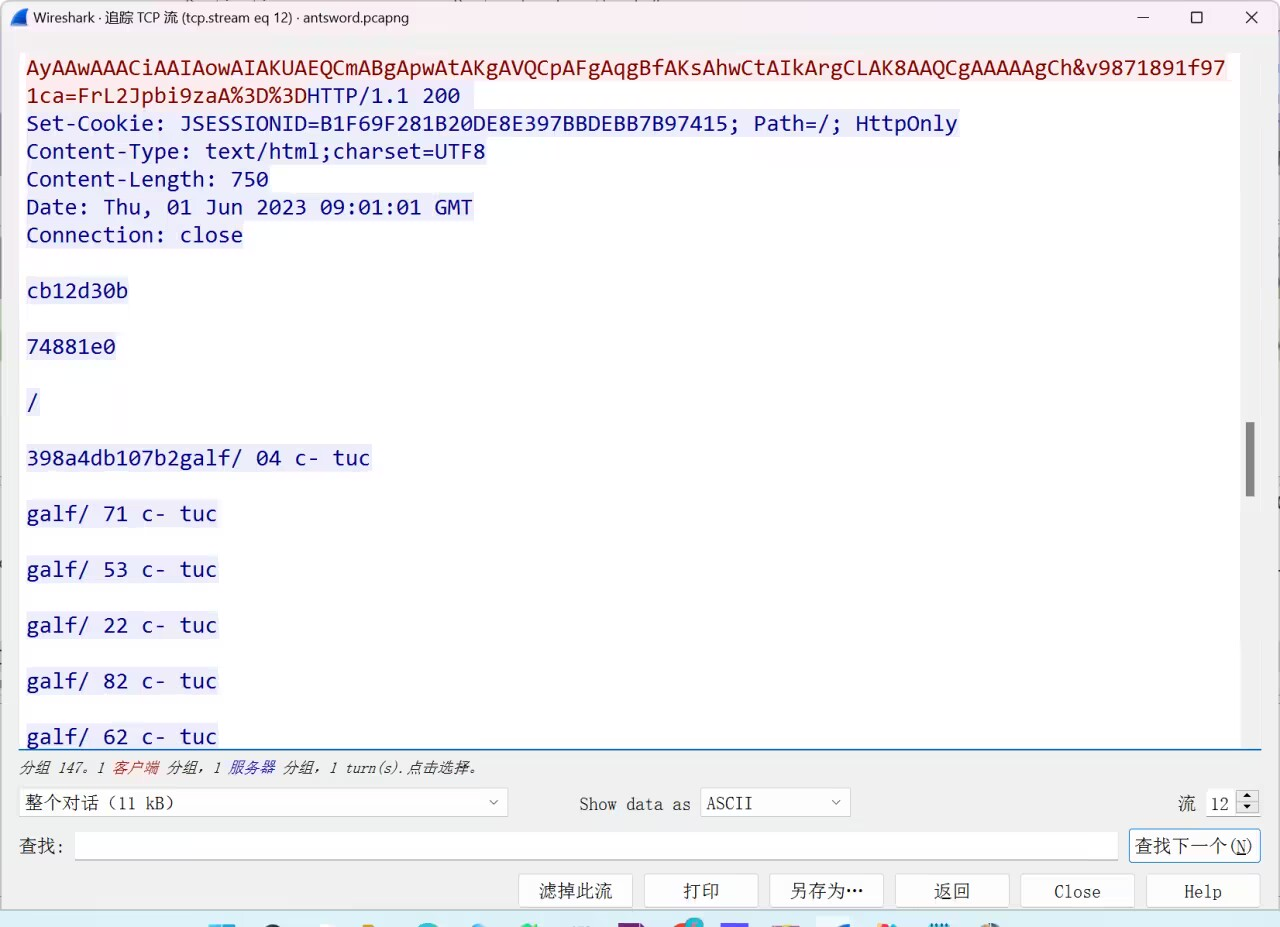 Wireshark · 追踪 TCP 流 (tcp.stream eq 12) · antsword.pcapng
AyAAwAAACiAAIAowAIAKUAEQCmABgApwAtAKgAVQCpAFgAqgBfAKsAhwCtAIkArgCLAK8AAQCgAAAAAgCh&v9871891f97
1ca=FrL2Jpbi9zaA%3D%3DHTTP/1.1 200
Set-Cookie: JSESSIONID=B1F69F281B20DE8E397BBDEBB7B97415; Path=/; HttpOnly
Content-Type: text/html;charset=UTF8
Content-Length: 750
Date: Thu, 01 Jun 2023 09:01:01 GMT
Connection: close
cb12d30b
74881e0
/
398a4db107b2galf/ 04 c- tuc
galf/ 71 c- tuc
galf/ 53 c- tuc
galf/ 22 c- tuc
galf/ 82 c- tuc
galf/ 62 c- tuc
分组 147。1 客户端 分组，1 服务器 分组，1 turn(s).点击选择。
整个对话（11 kB） Show data as ASCII 流 12
查找: 查找下一个(N)
滤掉此流 打印 另存为… 返回 Close Help